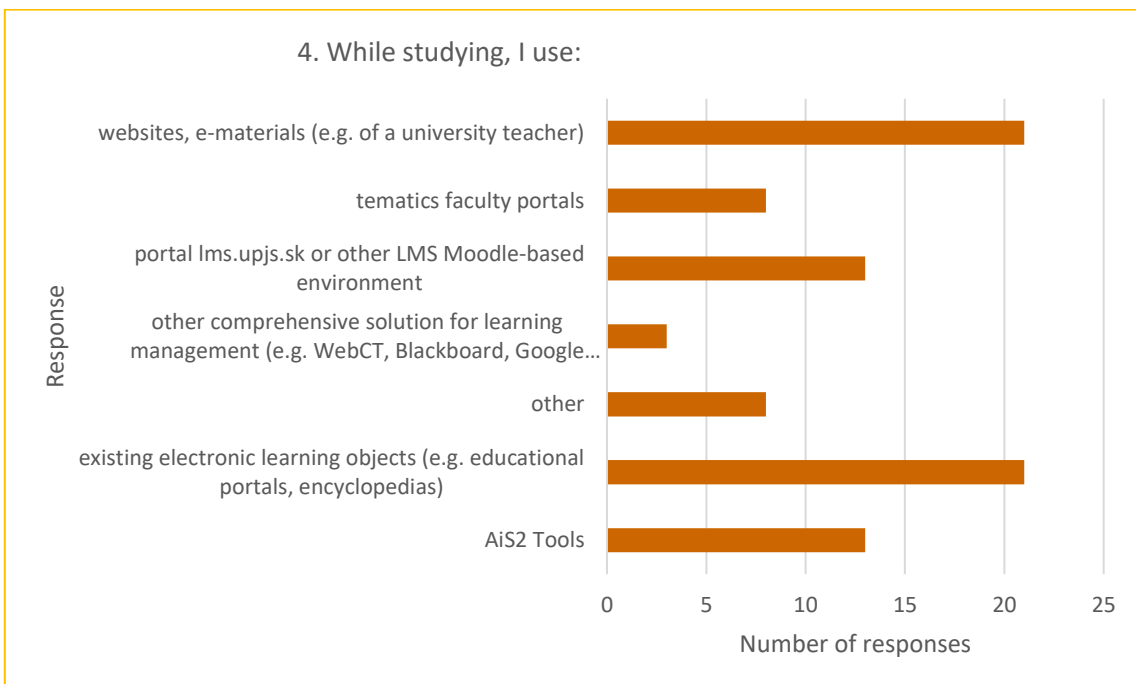 4. While studying, I use:
websites, e-materials (e.g. of a university teacher)
tematics faculty portals
portal lms.upjs.sk or other LMS Moodle-based
environment
other comprehensive solution for learning
management (e.g. WebCT, Blackboard, Google...
other
existing electronic learning objects (e.g. educational
portals, encyclopedias)
AiS2 Tools
Response
0 5 10 15 20 25
Number of responses